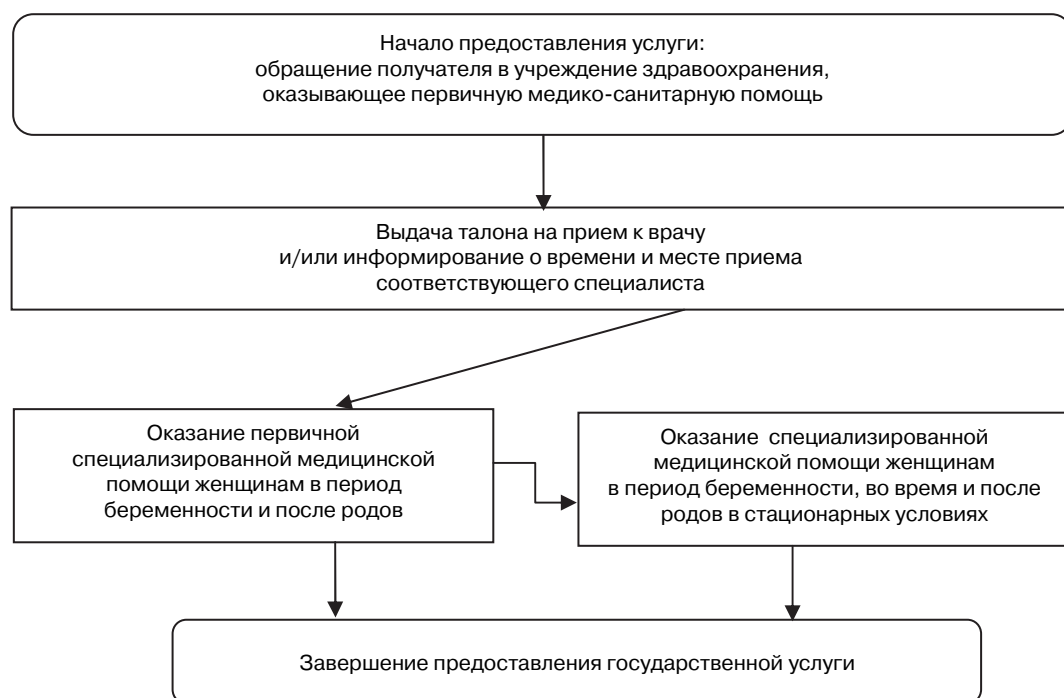 Начало предоставления услуги:
обращение получателя в учреждение здравоохранения,
оказывающее первичную медико-санитарную помощь
Выдача талона на прием к врачу
и/или информирование о времени и месте приема
соответствующего специалиста
Оказание первичной
специализированной медицинской
помощи женщинам в период
беременности и после родов
Оказание специализированной
медицинской помощи женщинам
в период беременности, во время и после
родов в стационарных условиях
Завершение предоставления государственной услуги